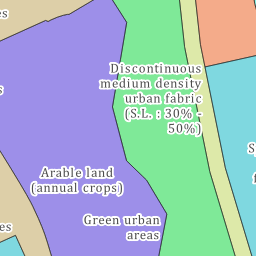 Discontinuous
medium density
urban fabric
(S.L. : 30% -
50%)
Arable land
(annual crops)
Green urban
areas